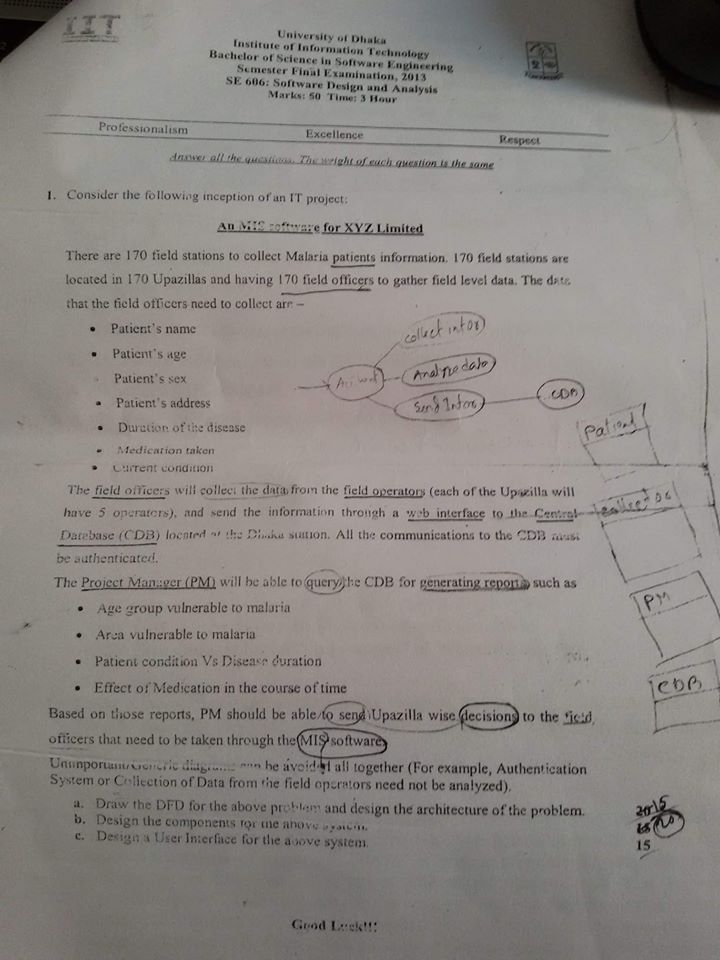 IIT
University of Dhaka
Institute of Information Technology
Bachelor of Science in Software Engineering
Semester Final Examination, 2013
SE 606: Software Design and Analysis
Marks: 50 Time: 3 Hour
Professionalism Excellence Respect
Answer all the questions. The weight of each question is the same
1. Consider the following inception of an IT project:
An MIS software for XYZ Limited
There are 170 field stations to collect Malaria patients information. 170 field stations are
located in 170 Upazillas and having 170 field officers to gather field level data. The data
that the field officers need to collect are –
• Patient's name
• Patient's age
• Patient's sex
• Patient's address
• Duration of the disease
• Medication taken
• Current condition
collect infor
Analyze data
Send Infor
CDB
Patient
The field officers will collect the data from the field operators (each of the Upazilla will
have 5 operators), and send the information through a web interface to the Central
Database (CDB) located at the Dhaka station. All the communications to the CDB must
be authenticated.
The Project Manager (PM) will be able to query the CDB for generating reports such as
• Age group vulnerable to malaria
• Area vulnerable to malaria
• Patient condition Vs Disease duration
• Effect of Medication in the course of time
PM
CDB
Based on those reports, PM should be able to send Upazilla wise decisions to the field
officers that need to be taken through the MIS software.
Unimportant/Generic diagrams can be avoided all together (For example, Authentication
System or Collection of Data from the field operators need not be analyzed).
a. Draw the DFD for the above problem and design the architecture of the problem. 20 15
b. Design the components for the above system. 15 20
c. Design a User Interface for the above system. 15
Good Luck!!!